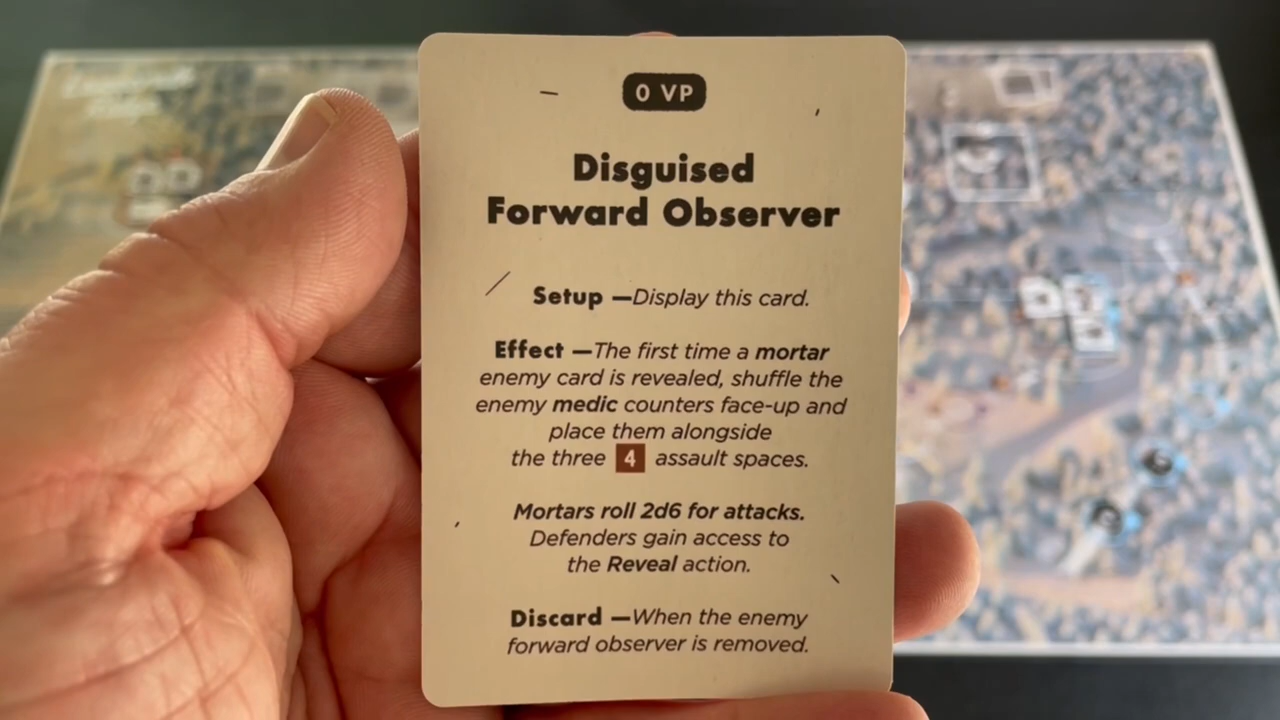 0 VP
Disguised
Forward Observer
Setup —Display this card.
Effect —The first time a mortar
enemy card is revealed, shuffle the
enemy medic counters face-up and
place them alongside
the three 4 assault spaces.
Mortars roll 2d6 for attacks.
Defenders gain access to
the Reveal action.
Discard —When the enemy
forward observer is removed.